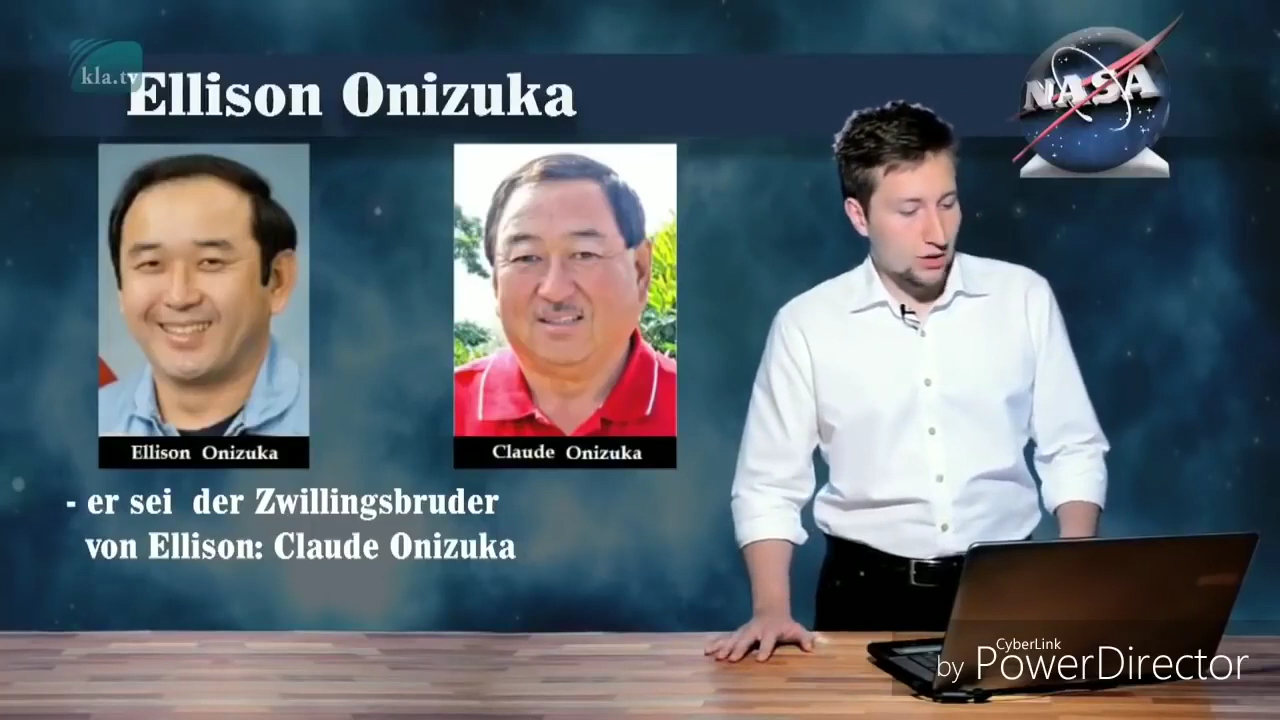 kla.tv
Ellison Onizuka
NASA
Ellison Onizuka
Claude Onizuka
- er sei der Zwillingsbruder
von Ellison: Claude Onizuka
CyberLink
by PowerDirector